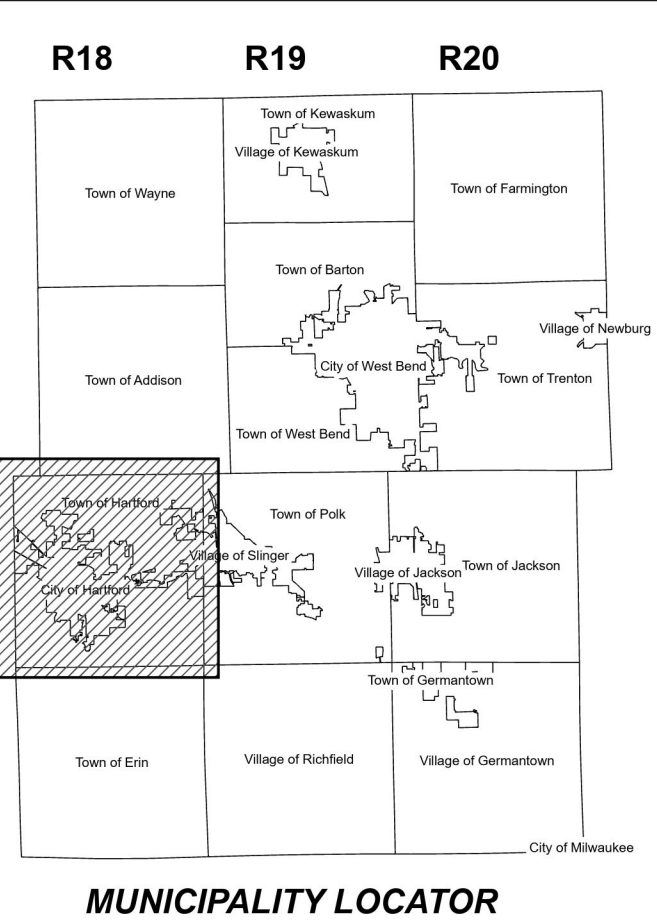 R18 R19 R20
Town of Kewaskum
Village of Kewaskum
Town of Wayne
Town of Farmington
Town of Barton
Village of Newburg
City of West Bend
Town of Addison
Town of Trenton
Town of West Bend
Town of Hartford
Town of Polk
Village of Slinger
Town of Jackson
Village of Jackson
City of Hartford
Town of Germantown
Town of Erin
Village of Richfield
Village of Germantown
City of Milwaukee
MUNICIPALITY LOCATOR